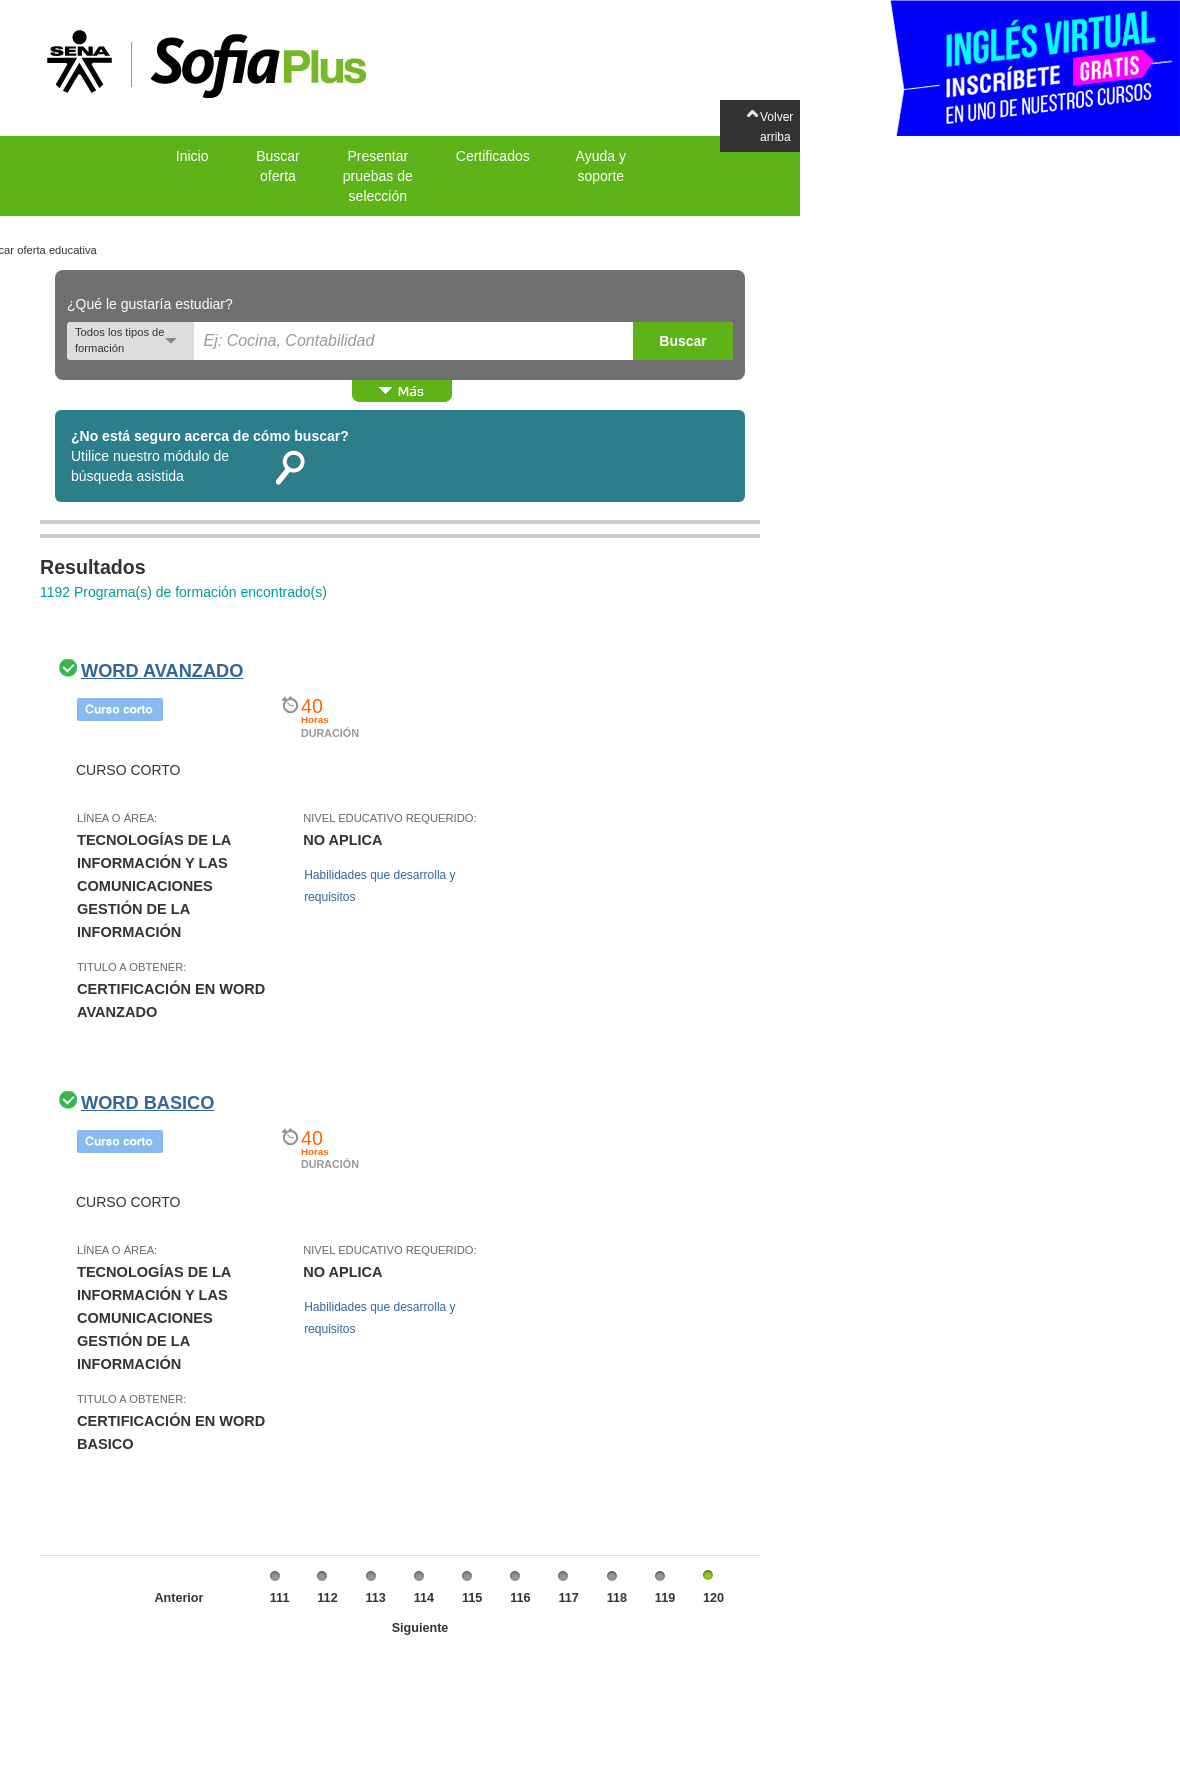 SENA
Sofia Plus
INGLÉS VIRTUAL
INSCRÍBETE GRATIS
EN UNO DE NUESTROS CURSOS
Volver
arriba
Inicio
Buscar
oferta
Presentar
pruebas de
selección
Certificados
Ayuda y
soporte
car oferta educativa
¿Qué le gustaría estudiar?
Todos los tipos de
formación
Ej: Cocina, Contabilidad
Buscar
Más
¿No está seguro acerca de cómo buscar?
Utilice nuestro módulo de
búsqueda asistida
Resultados
1192 Programa(s) de formación encontrado(s)
WORD AVANZADO
Curso corto
40
Horas
DURACIÓN
CURSO CORTO
LÍNEA O ÁREA:
TECNOLOGÍAS DE LA
INFORMACIÓN Y LAS
COMUNICACIONES
GESTIÓN DE LA
INFORMACIÓN
NIVEL EDUCATIVO REQUERIDO:
NO APLICA
Habilidades que desarrolla y
requisitos
TITULO A OBTENER:
CERTIFICACIÓN EN WORD
AVANZADO
WORD BASICO
Curso corto
40
Horas
DURACIÓN
CURSO CORTO
LÍNEA O ÁREA:
TECNOLOGÍAS DE LA
INFORMACIÓN Y LAS
COMUNICACIONES
GESTIÓN DE LA
INFORMACIÓN
NIVEL EDUCATIVO REQUERIDO:
NO APLICA
Habilidades que desarrolla y
requisitos
TITULO A OBTENER:
CERTIFICACIÓN EN WORD
BASICO
Anterior 111 112 113 114 115 116 117 118 119 120
Siguiente